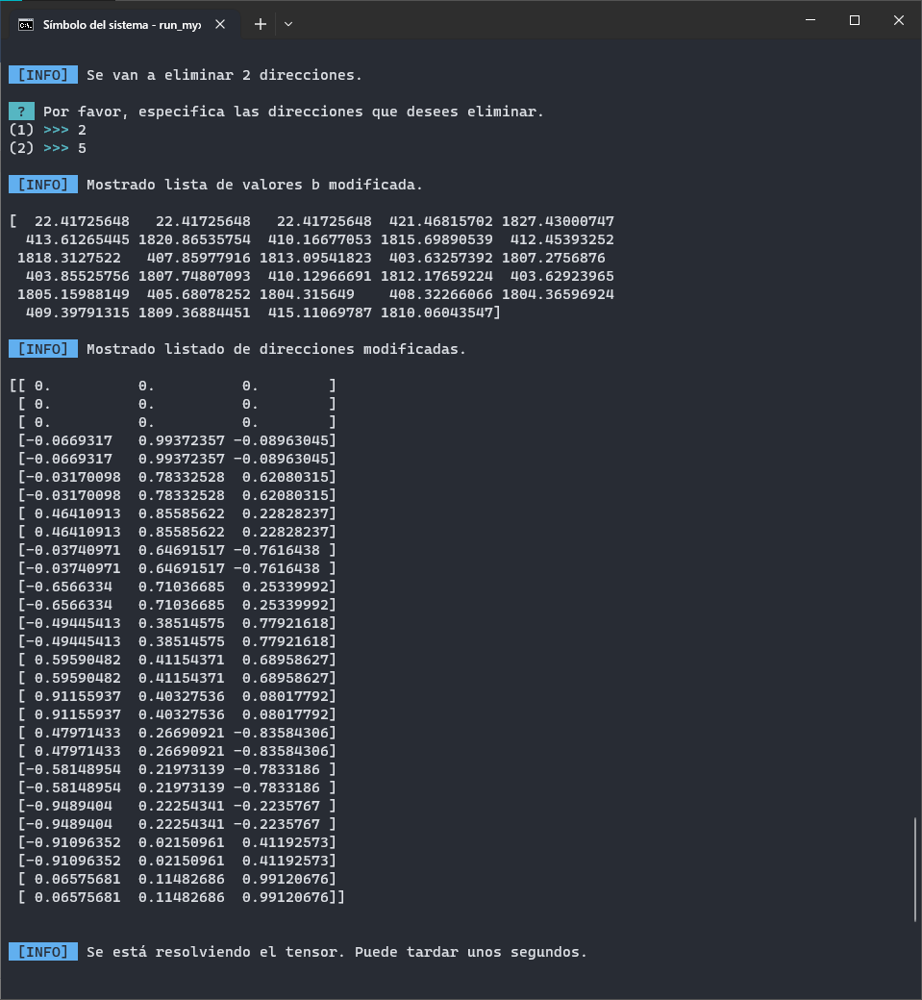 Símbolo del sistema - run_my
[INFO] Se van a eliminar 2 direcciones.
? Por favor, especifica las direcciones que desees eliminar.
(1) >>> 2
(2) >>> 5
[INFO] Mostrado lista de valores b modificada.
[  22.41725648   22.41725648   22.41725648  421.46815702 1827.43000747
  413.61265445 1820.86535754  410.16677053 1815.69890539  412.45393252
 1818.3127522   407.85977916 1813.09541823  403.63257392 1807.2756876
  403.85525756 1807.74807093  410.12966691 1812.17659224  403.62923965
 1805.15988149  405.68078252 1804.315649    408.32266066 1804.36596924
  409.39791315 1809.36884451  415.11069787 1810.06043547]
[INFO] Mostrado listado de direcciones modificadas.
[[ 0.          0.          0.        ]
 [ 0.          0.          0.        ]
 [ 0.          0.          0.        ]
 [-0.0669317   0.99372357 -0.08963045]
 [-0.0669317   0.99372357 -0.08963045]
 [-0.03170098  0.78332528  0.62080315]
 [-0.03170098  0.78332528  0.62080315]
 [ 0.46410913  0.85585622  0.22828237]
 [ 0.46410913  0.85585622  0.22828237]
 [-0.03740971  0.64691517 -0.7616438 ]
 [-0.03740971  0.64691517 -0.7616438 ]
 [-0.6566334   0.71036685  0.25339992]
 [-0.6566334   0.71036685  0.25339992]
 [-0.49445413  0.38514575  0.77921618]
 [-0.49445413  0.38514575  0.77921618]
 [ 0.59590482  0.41154371  0.68958627]
 [ 0.59590482  0.41154371  0.68958627]
 [ 0.91155937  0.40327536  0.08017792]
 [ 0.91155937  0.40327536  0.08017792]
 [ 0.47971433  0.26690921 -0.83584306]
 [ 0.47971433  0.26690921 -0.83584306]
 [-0.58148954  0.21973139 -0.7833186 ]
 [-0.58148954  0.21973139 -0.7833186 ]
 [-0.9489404   0.22254341 -0.2235767 ]
 [-0.9489404   0.22254341 -0.2235767 ]
 [-0.91096352  0.02150961  0.41192573]
 [-0.91096352  0.02150961  0.41192573]
 [ 0.06575681  0.11482686  0.99120676]
 [ 0.06575681  0.11482686  0.99120676]]
[INFO] Se está resolviendo el tensor. Puede tardar unos segundos.